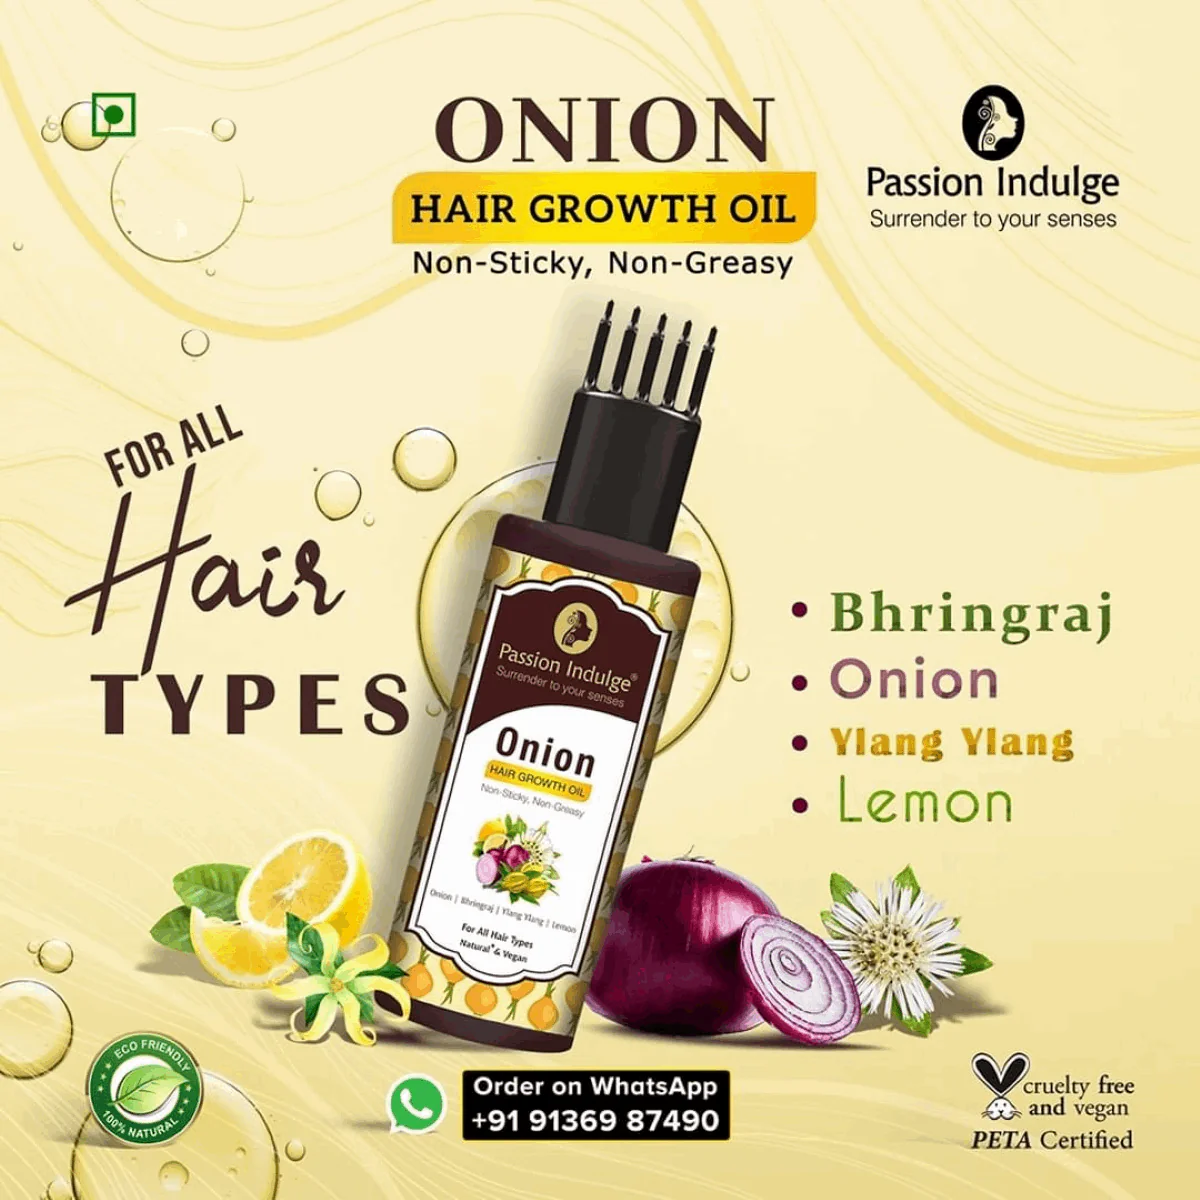 ONION
HAIR GROWTH OIL
Non-Sticky, Non-Greasy
Passion Indulge
Surrender to your senses
FOR ALL
Hair
TYPES
Passion Indulge®
Surrender to your senses
Onion
HAIR GROWTH OIL
Non-Sticky, Non-Greasy
Onion | Bhringraj | Ylang Ylang | Lemon
For All Hair Types
Natural* & Vegan
• Bhringraj
• Onion
• Ylang Ylang
• Lemon
ECO FRIENDLY
100% NATURAL
Order on WhatsApp
+91 91369 87490
cruelty free
and vegan
PETA Certified